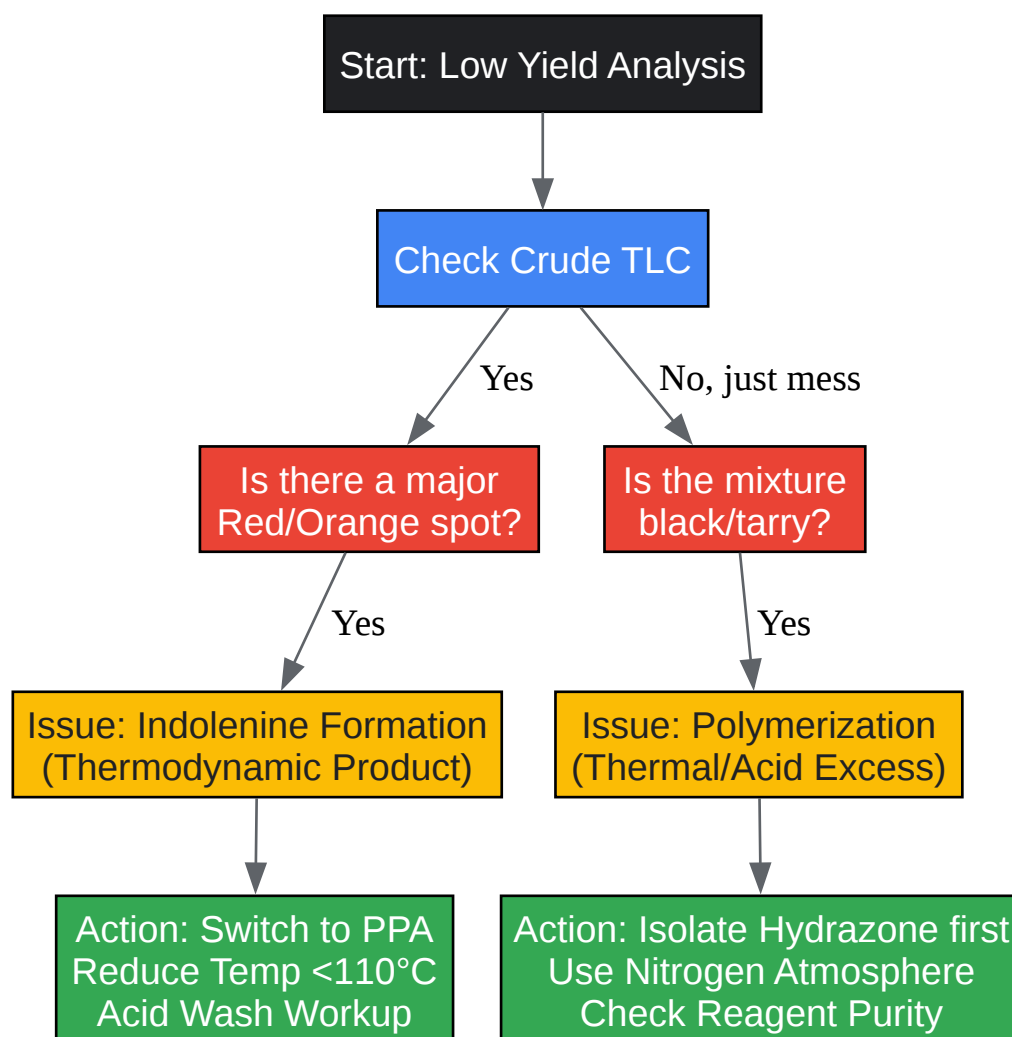 Start: Low Yield Analysis
Check Crude TLC
Yes
No, just mess
Is there a major
Red/Orange spot?
Is the mixture
black/tarry?
Yes
Yes
Issue: Indolenine Formation
(Thermodynamic Product)
Issue: Polymerization
(Thermal/Acid Excess)
Action: Switch to PPA
Reduce Temp <110°C
Acid Wash Workup
Action: Isolate Hydrazone first
Use Nitrogen Atmosphere
Check Reagent Purity